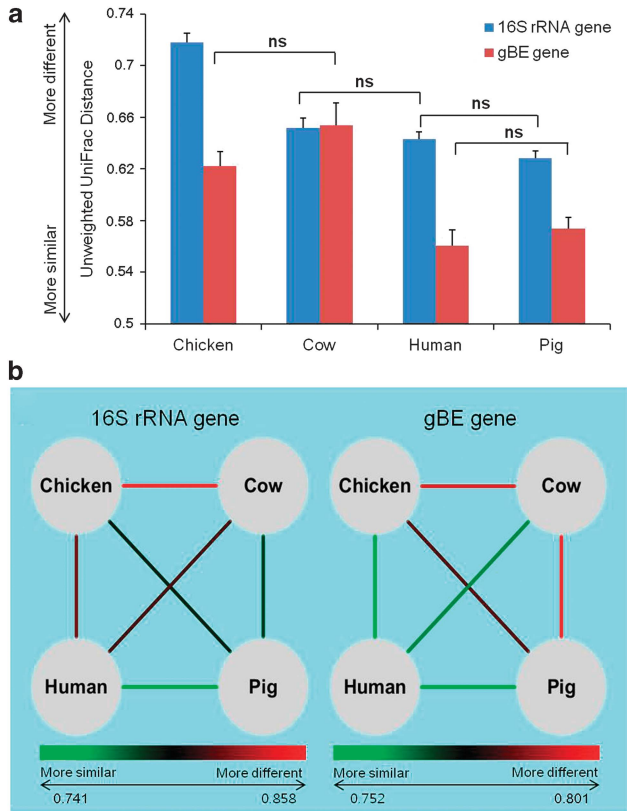 a
More different
More similar
Unweighted UniFrac Distance
0.74
0.7
0.66
0.62
0.58
0.54
0.5
16S rRNA gene
gBE gene
ns
ns
ns
ns
Chicken Cow Human Pig
b
16S rRNA gene
Chicken Cow
Human Pig
More similar More different
0.741 0.858
gBE gene
Chicken Cow
Human Pig
More similar More different
0.752 0.801